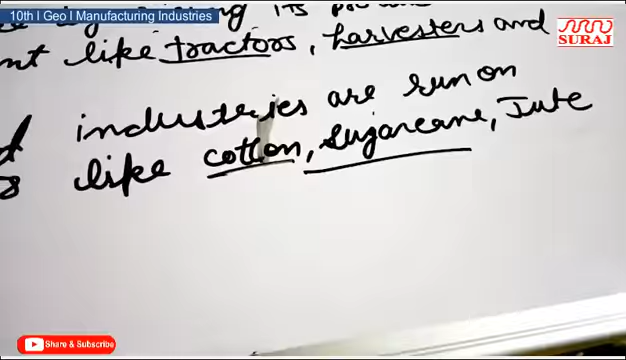 10th I Geo I Manufacturing Industries
its
nt like tractors, harvesters and
industries are run on
like cotton, Sugarcane, Jute
SURAJ
Share & Subscribe